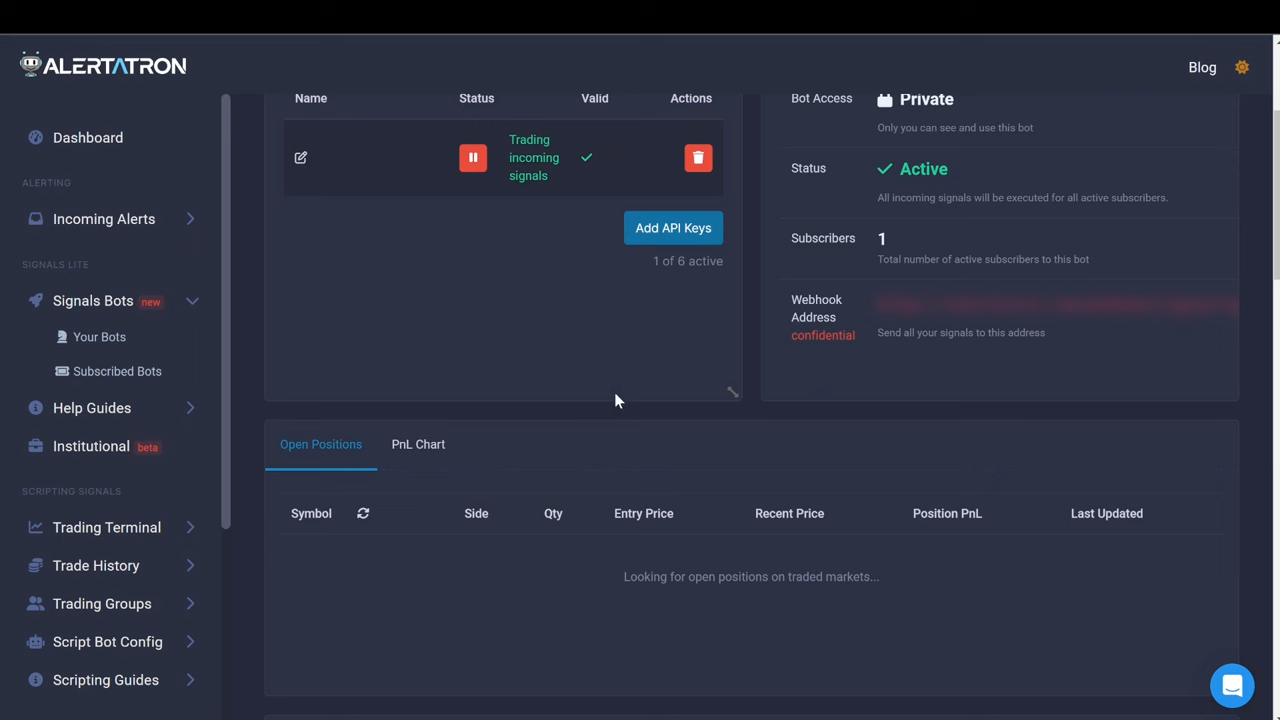 ALERTATRON
Blog
Dashboard
ALERTING
Incoming Alerts
SIGNALS LITE
Signals Bots new
Your Bots
Subscribed Bots
Help Guides
Institutional beta
SCRIPTING SIGNALS
Trading Terminal
Trade History
Trading Groups
Script Bot Config
Scripting Guides
Name Status Valid Actions
Trading
incoming
signals
Add API Keys
1 of 6 active
Bot Access Private
Only you can see and use this bot
Status Active
All incoming signals will be executed for all active subscribers.
Subscribers 1
Total number of active subscribers to this bot
Webhook
Address
confidential
Send all your signals to this address
Open Positions PnL Chart
Symbol Side Qty Entry Price Recent Price Position PnL Last Updated
Looking for open positions on traded markets...